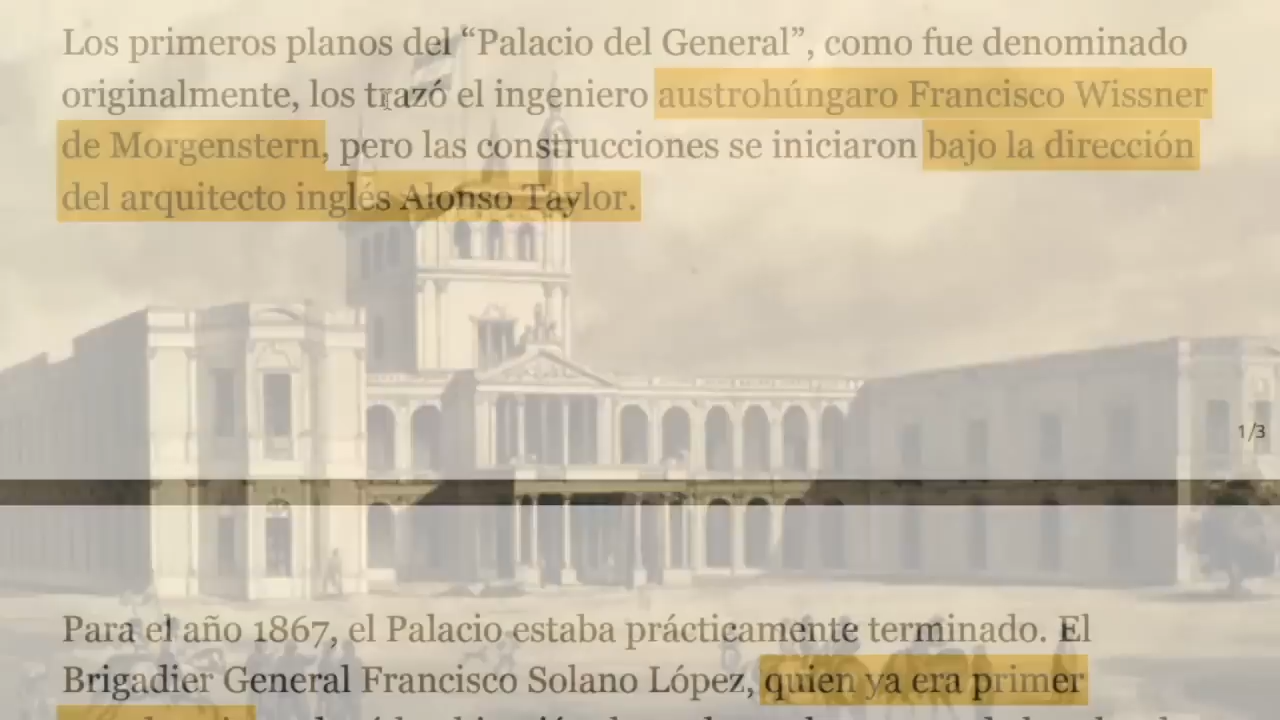 Los primeros planos del “Palacio del General”, como fue denominado
originalmente, los trazó el ingeniero austrohúngaro Francisco Wissner
de Morgenstern, pero las construcciones se iniciaron bajo la dirección
del arquitecto inglés Alonso Taylor.
1/3
Para el año 1867, el Palacio estaba prácticamente terminado. El
Brigadier General Francisco Solano López, quien ya era primer